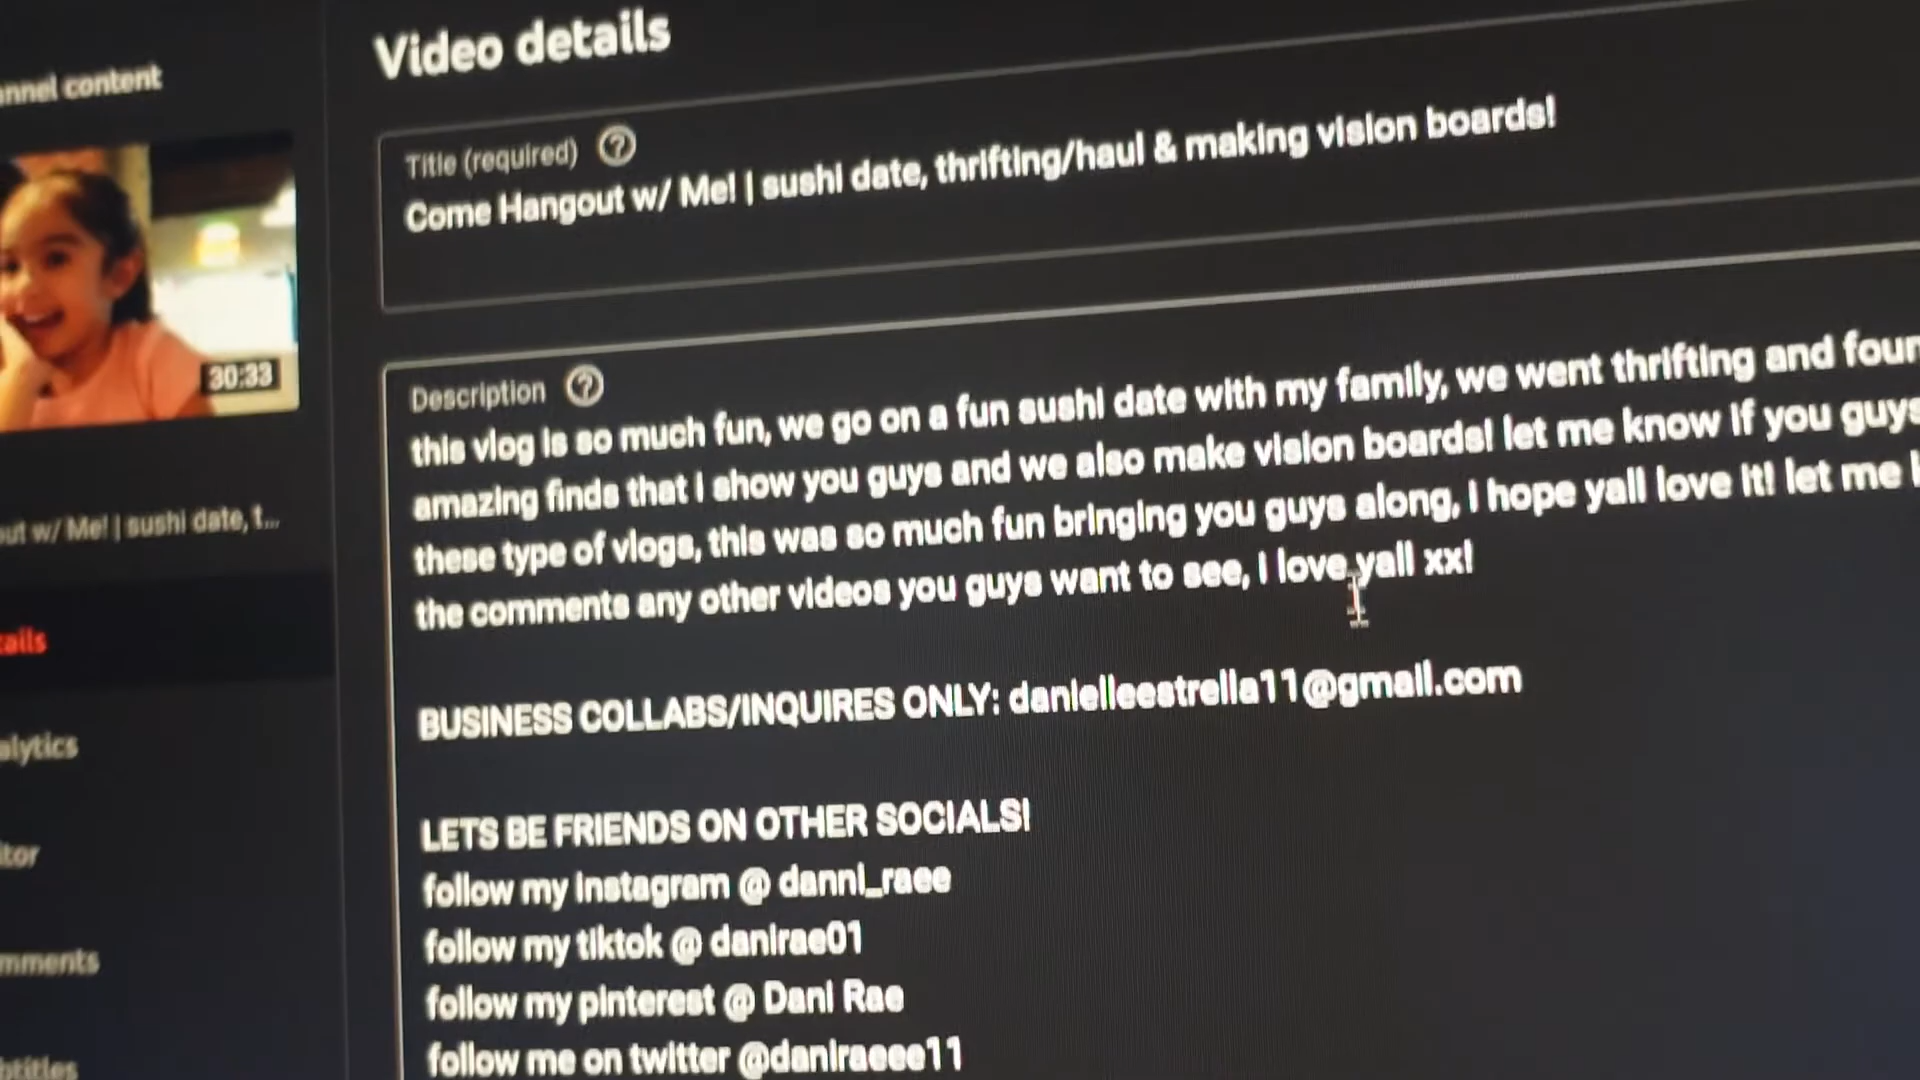 nnel content
Video details
Title (required)
Come Hangout w/ Me! | sushi date, thrifting/haul & making vision boards!
30:33
Description
this vlog is so much fun, we go on a fun sushi date with my family, we went thrifting and foun
amazing finds that I show you guys and we also make vision boards! let me know if you guys
these type of vlogs, this was so much fun bringing you guys along, I hope yall love it! let me
the comments any other videos you guys want to see, I love yall xx!
BUSINESS COLLABS/INQUIRES ONLY: danielleestrella11@gmail.com
LETS BE FRIENDS ON OTHER SOCIALS!
follow my instagram @ danni_raee
follow my tiktok @ danirae01
follow my pinterest @ Dani Rae
follow me on twitter @daniraeee11
out w/ Me! | sushi date, t...
tails
alytics
itor
mments
btitles